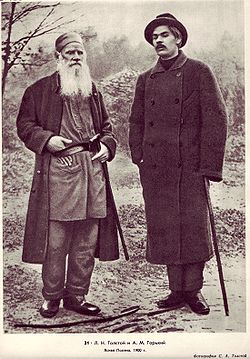 31 · Л. Н. Толстой и А. М. Горький
Ясная Поляна. 1900 г.
Фотография С. А. Толстой